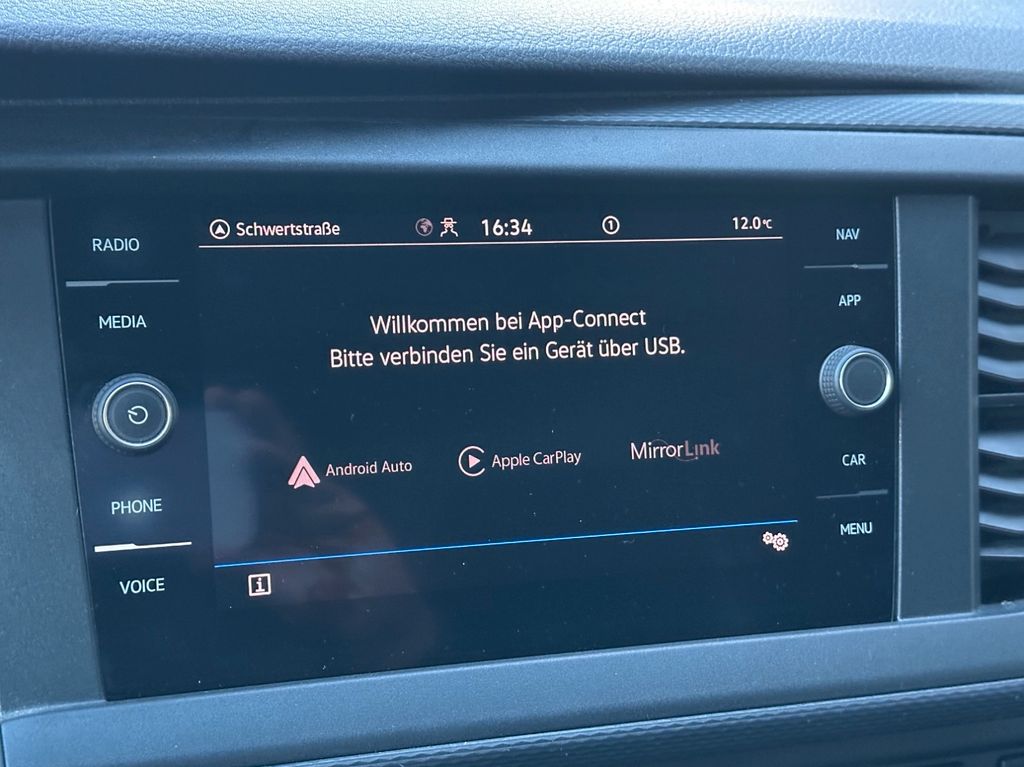 Schwertstraße 16:34 1 12.0°C
RADIO
MEDIA
PHONE
VOICE
Willkommen bei App-Connect
Bitte verbinden Sie ein Gerät über USB.
Android Auto Apple CarPlay MirrorLink
i
NAV
APP
CAR
MENU